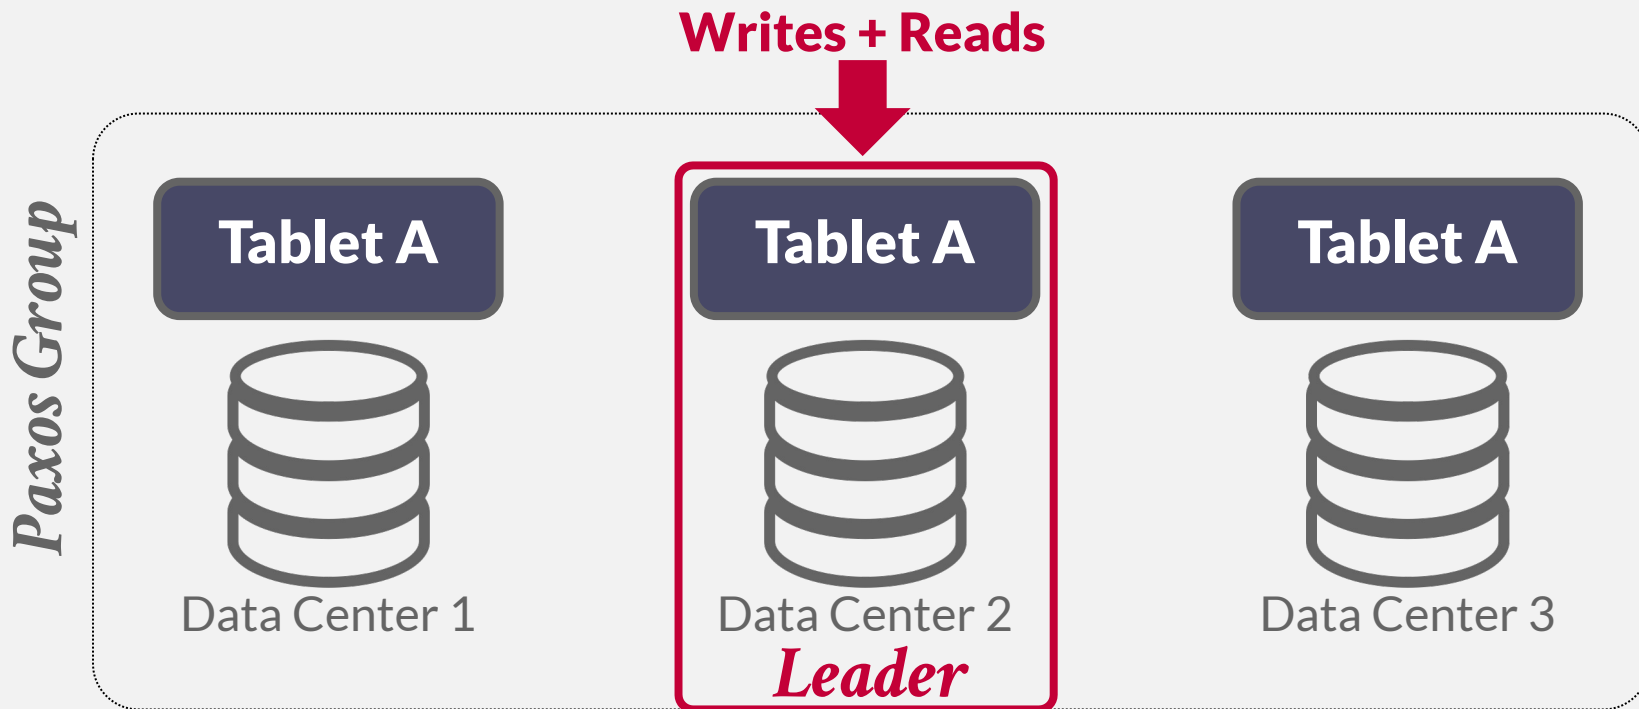 Writes + Reads
Paxos Group
Tablet A
Tablet A
Tablet A
Data Center 1
Data Center 2
Data Center 3
Leader